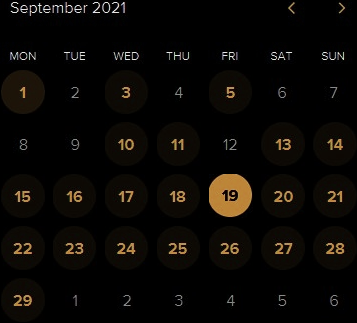 September 2021
MON TUE WED THU FRI SAT SUN
1 2 3 4 5 6 7
8 9 10 11 12 13 14
15 16 17 18 19 20 21
22 23 24 25 26 27 28
29 1 2 3 4 5 6